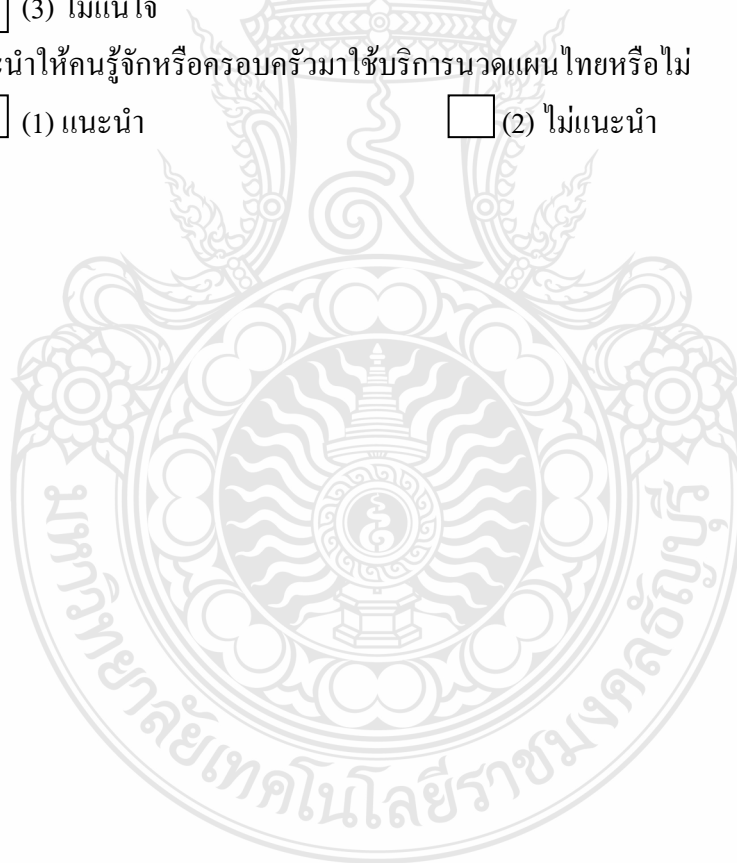 (3) ไม่แน่ใจ
ะนำให้คนรู้จักหรือครอบครัวมาใช้บริการนวดแผนไทยหรือไม่
(1) แนะนำ (2) ไม่แนะนำ
มหาวิทยาลัยเทคโนโลยีราชมงคลธัญบุรี